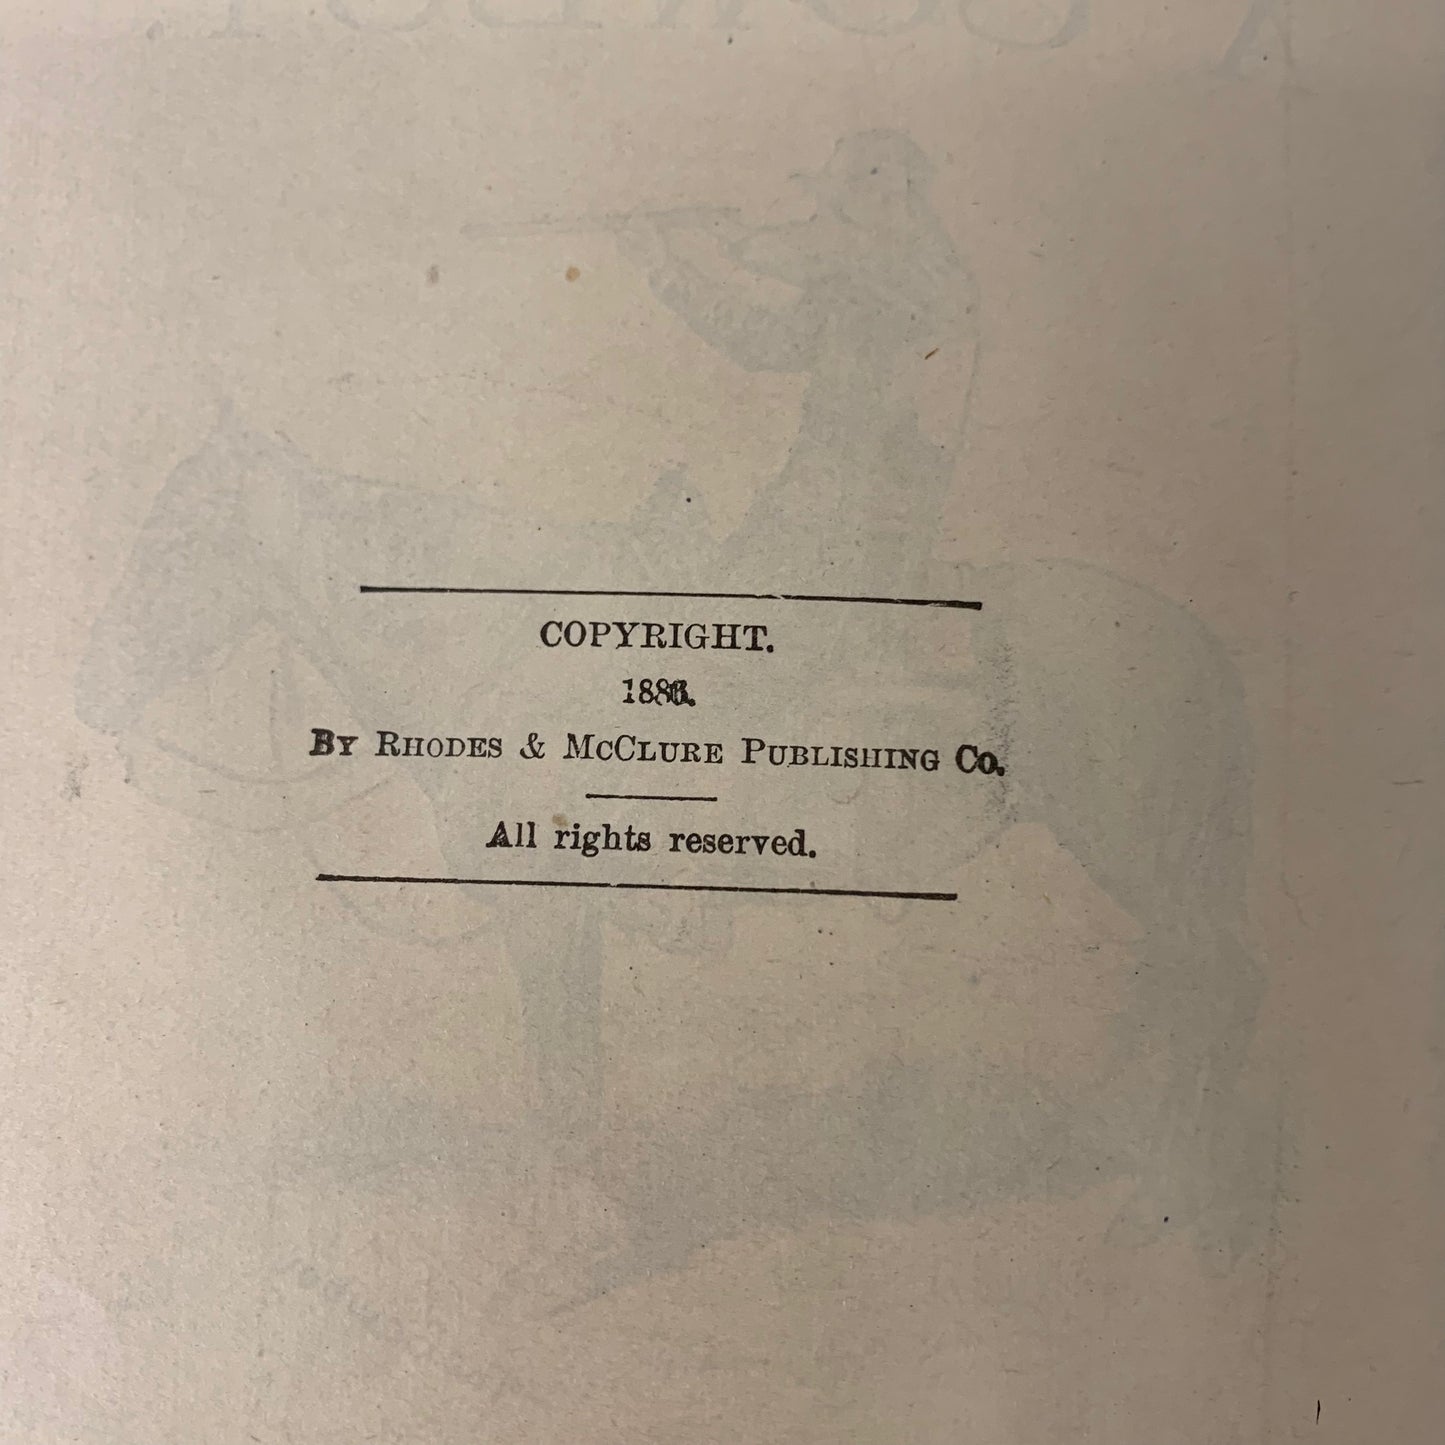 COPYRIGHT.
By Rhodes & McClure Publishing Co.
All rights reserved.